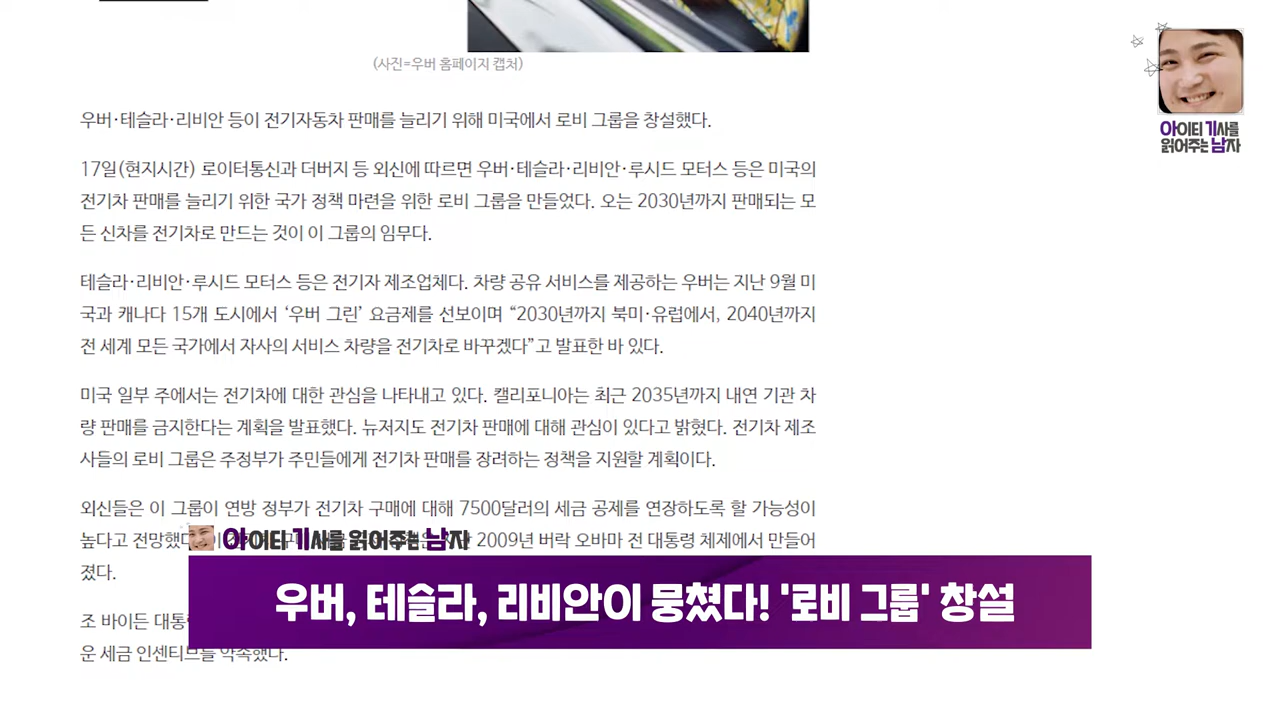 (사진=우버 홈페이지 캡처)
아이티 기사를
읽어주는 남자
우버·테슬라·리비안 등이 전기자동차 판매를 늘리기 위해 미국에서 로비 그룹을 창설했다.
17일(현지시간) 로이터통신과 더버지 등 외신에 따르면 우버·테슬라·리비안·루시드 모터스 등은 미국의
전기차 판매를 늘리기 위한 국가 정책 마련을 위한 로비 그룹을 만들었다. 오는 2030년까지 판매되는 모
든 신차를 전기차로 만드는 것이 이 그룹의 임무다.
테슬라·리비안·루시드 모터스 등은 전기자 제조업체다. 차량 공유 서비스를 제공하는 우버는 지난 9월 미
국과 캐나다 15개 도시에서 ‘우버 그린’ 요금제를 선보이며 “2030년까지 북미·유럽에서, 2040년까지
전 세계 모든 국가에서 자사의 서비스 차량을 전기차로 바꾸겠다”고 발표한 바 있다.
미국 일부 주에서는 전기차에 대한 관심을 나타내고 있다. 캘리포니아는 최근 2035년까지 내연 기관 차
량 판매를 금지한다는 계획을 발표했다. 뉴저지도 전기차 판매에 대해 관심이 있다고 밝혔다. 전기차 제조
사들의 로비 그룹은 주정부가 주민들에게 전기차 판매를 장려하는 정책을 지원할 계획이다.
외신들은 이 그룹이 연방 정부가 전기차 구매에 대해 7500달러의 세금 공제를 연장하도록 할 가능성이
높다고 전망했다 2009년 버락 오바마 전 대통령 체제에서 만들어
아이티 기사를 읽어주는 남자
졌다.
우버, 테슬라, 리비안이 뭉쳤다! '로비 그룹' 창설
조 바이든 대통
운 세금 인센티브를 약속했다.